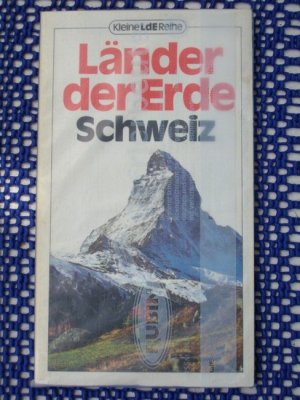 Kleine LdE Reihe
Länder
der Erde
Schweiz